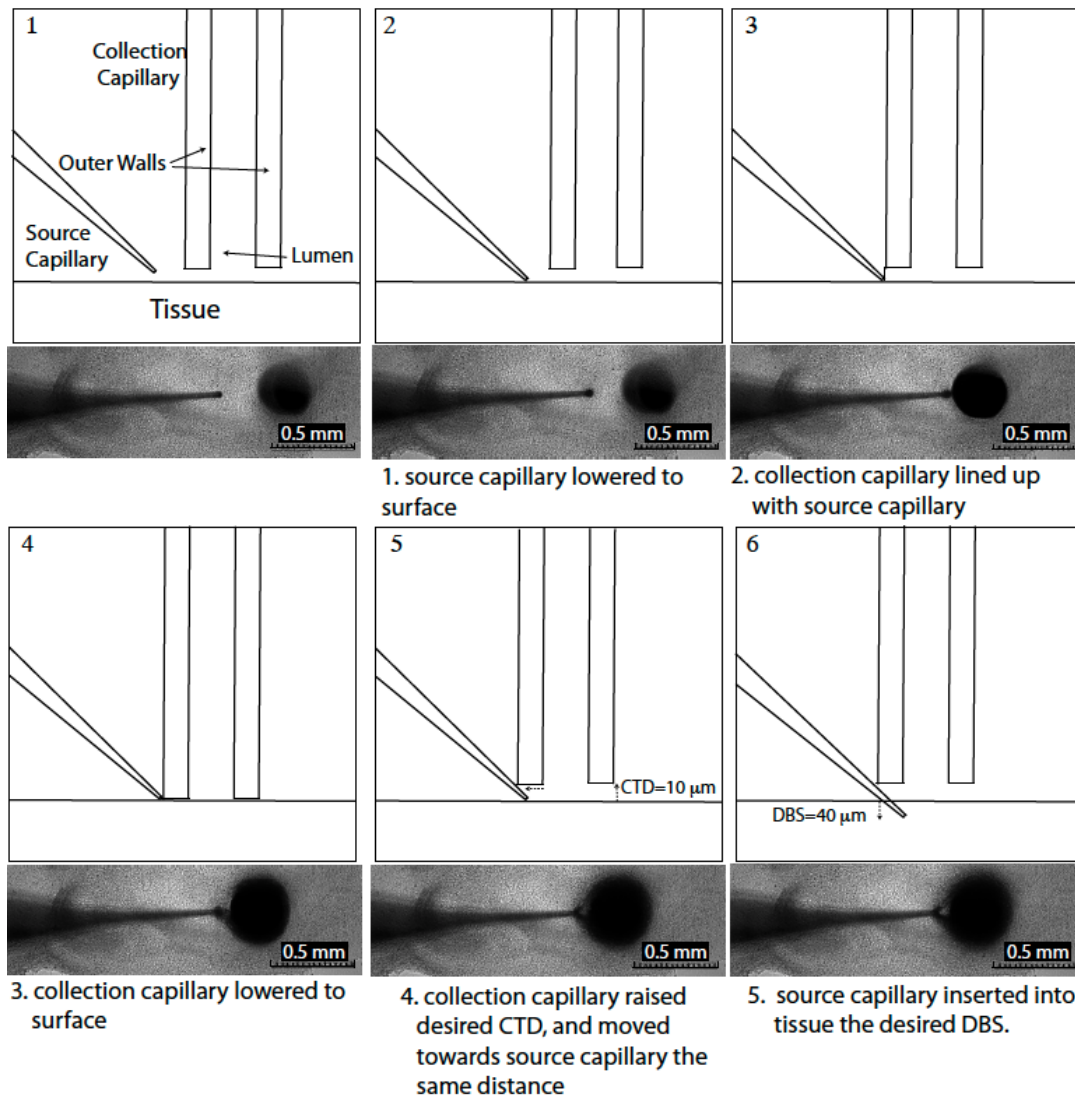 1
Collection
Capillary
Outer Walls
Source
Capillary
Lumen
Tissue
0.5 mm
2
0.5 mm
1. source capillary lowered to
surface
3
0.5 mm
2. collection capillary lined up
with source capillary
4
0.5 mm
3. collection capillary lowered to
surface
5
CTD=10 μm
0.5 mm
4. collection capillary raised
desired CTD, and moved
towards source capillary the
same distance
6
DBS=40 μm
0.5 mm
5. source capillary inserted into
tissue the desired DBS.